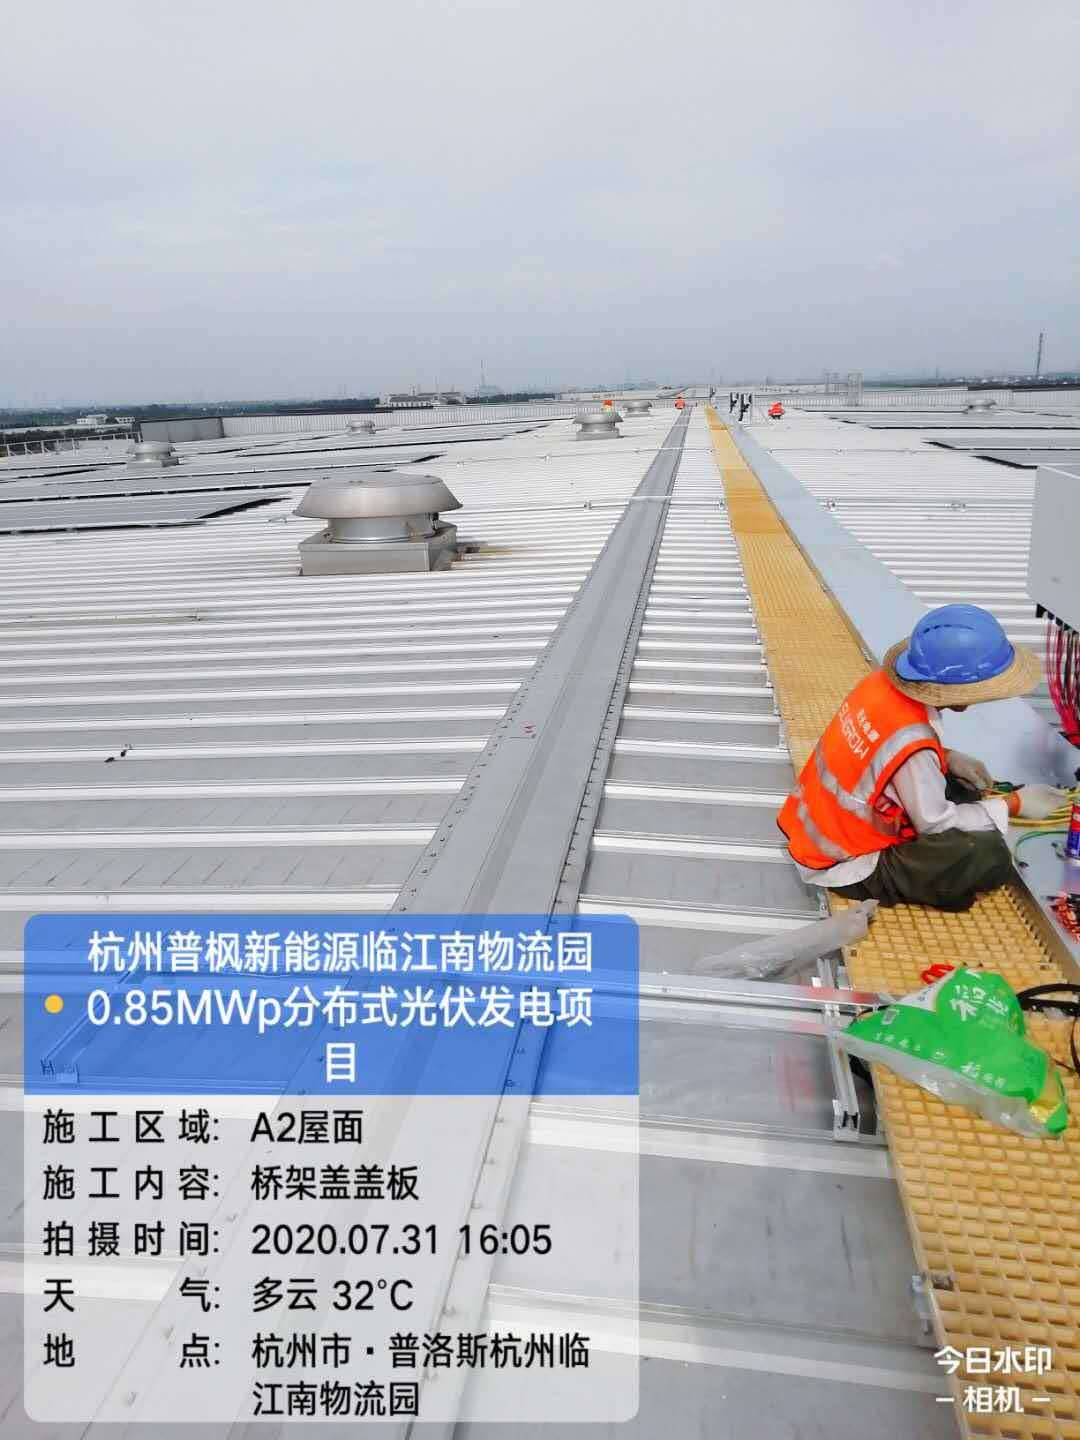 杭州普枫新能源临江南物流园
0.85MWp分布式光伏发电项
目
施工区域: A2屋面
施工内容: 桥架盖盖板
拍摄时间: 2020.07.31 16:05
天气: 多云 32°C
地点: 杭州市·普洛斯杭州临
江南物流园
今日水印
-相机-